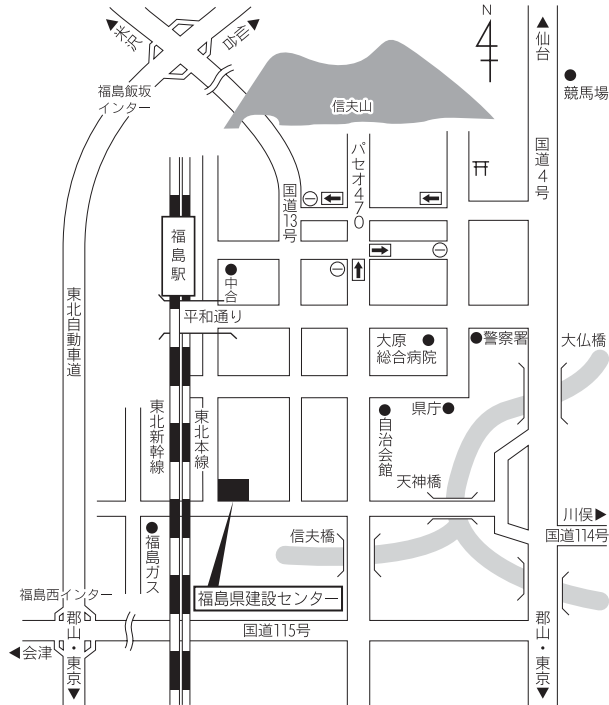 米沢
仙台
N
仙台
競馬場
福島飯坂
インター
信夫山
パセオ470
国道4号
国道13号
福島駅
中合
平和通り
東北自動車道
大原
総合病院
警察署
大仏橋
東北新幹線
東北本線
自治会館
県庁
天神橋
川俣
国道114号
信夫橋
福島ガス
福島県建設センター
福島西インター
郡山・東京
会津
国道115号
郡山・東京